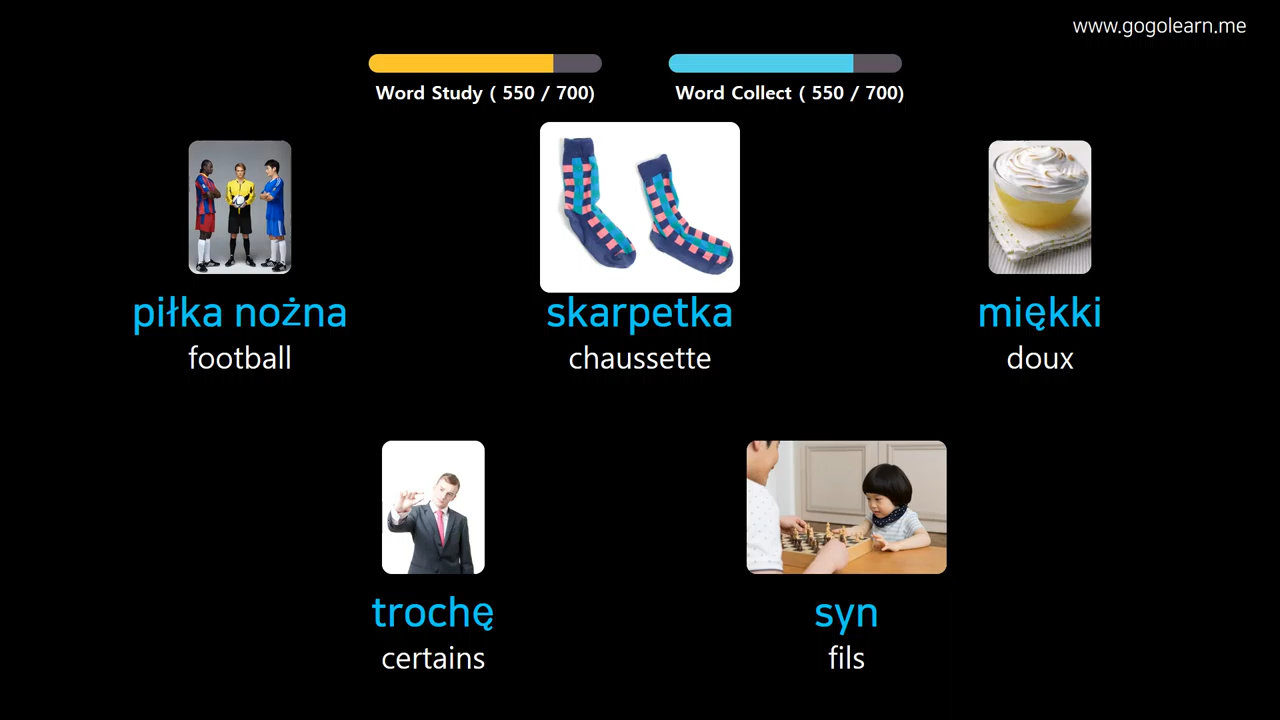 www.gogolearn.me
Word Study ( 550 / 700)
Word Collect ( 550 / 700)
piłka nożna
football
skarpetka
chaussette
miękki
doux
trochę
certains
syn
fils